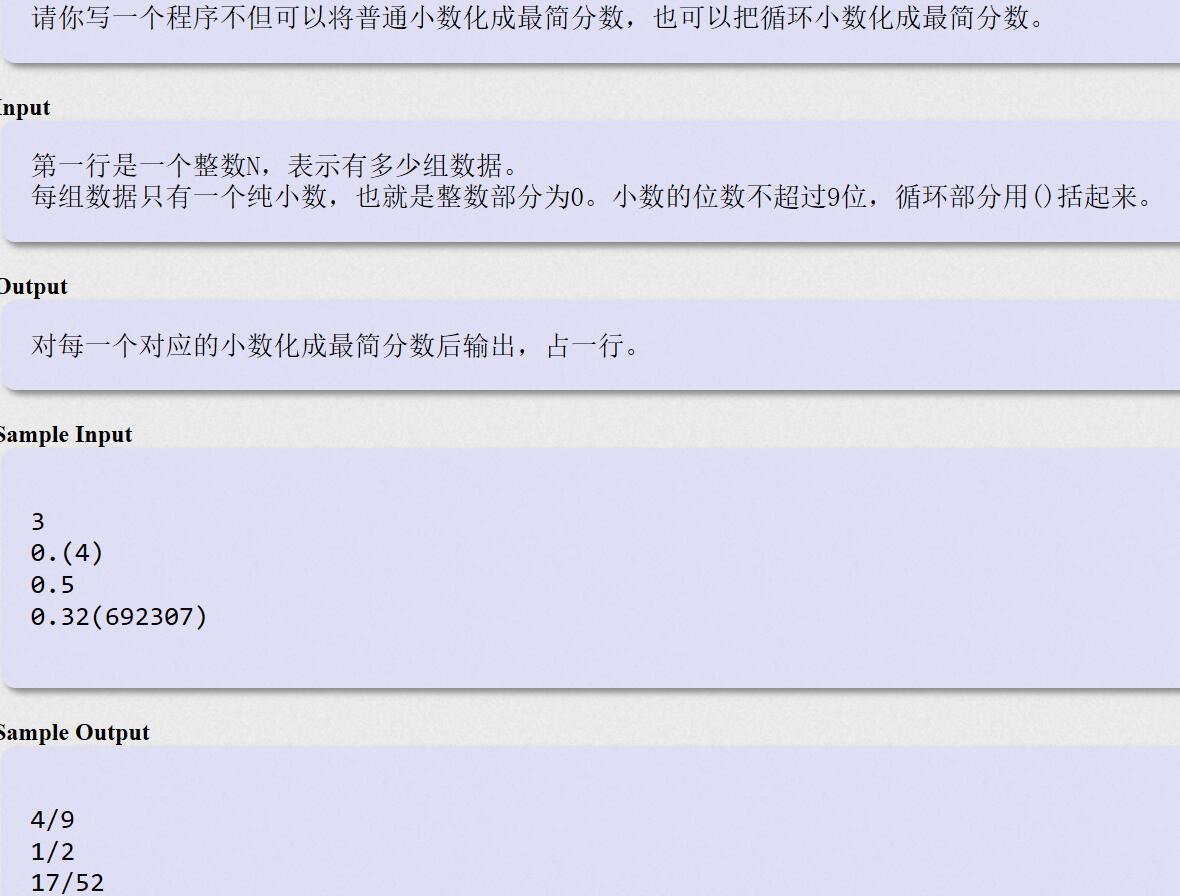 请你写一个程序不但可以将普通小数化成最简分数，也可以把循环小数化成最简分数。
Input
第一行是一个整数N，表示有多少组数据。
每组数据只有一个纯小数，也就是整数部分为0。小数的位数不超过9位，循环部分用()括起来。
Output
对每一个对应的小数化成最简分数后输出，占一行。
Sample Input
3
0.(4)
0.5
0.32(692307)
Sample Output
4/9
1/2
17/52